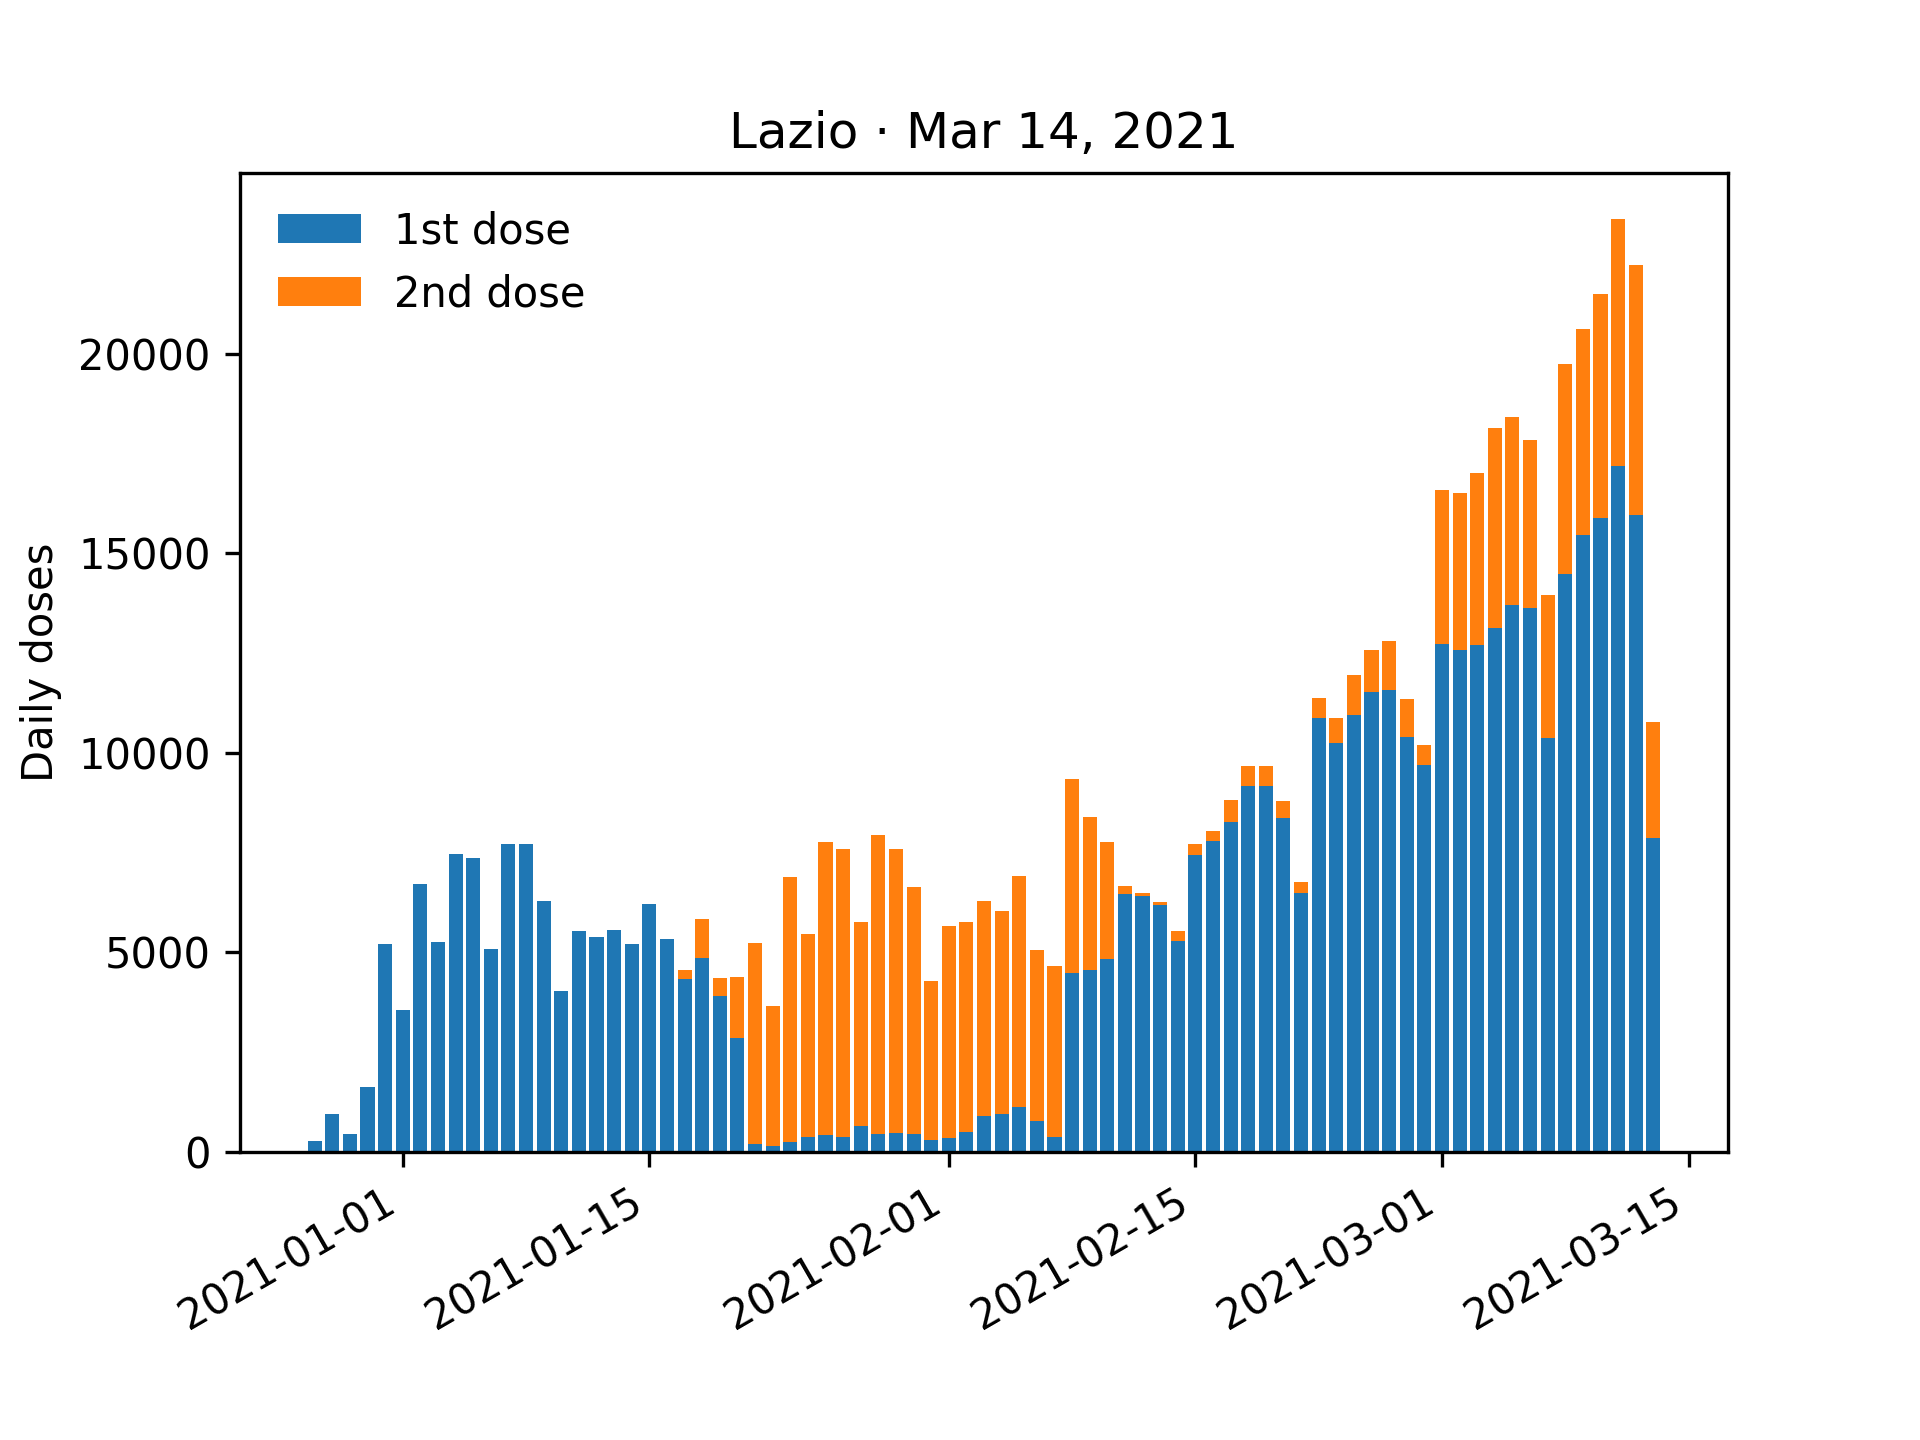 Lazio · Mar 14, 2021
1st dose
2nd dose
Daily doses
20000
15000
10000
5000
0
2021-01-01
2021-01-15
2021-02-01
2021-02-15
2021-03-01
2021-03-15